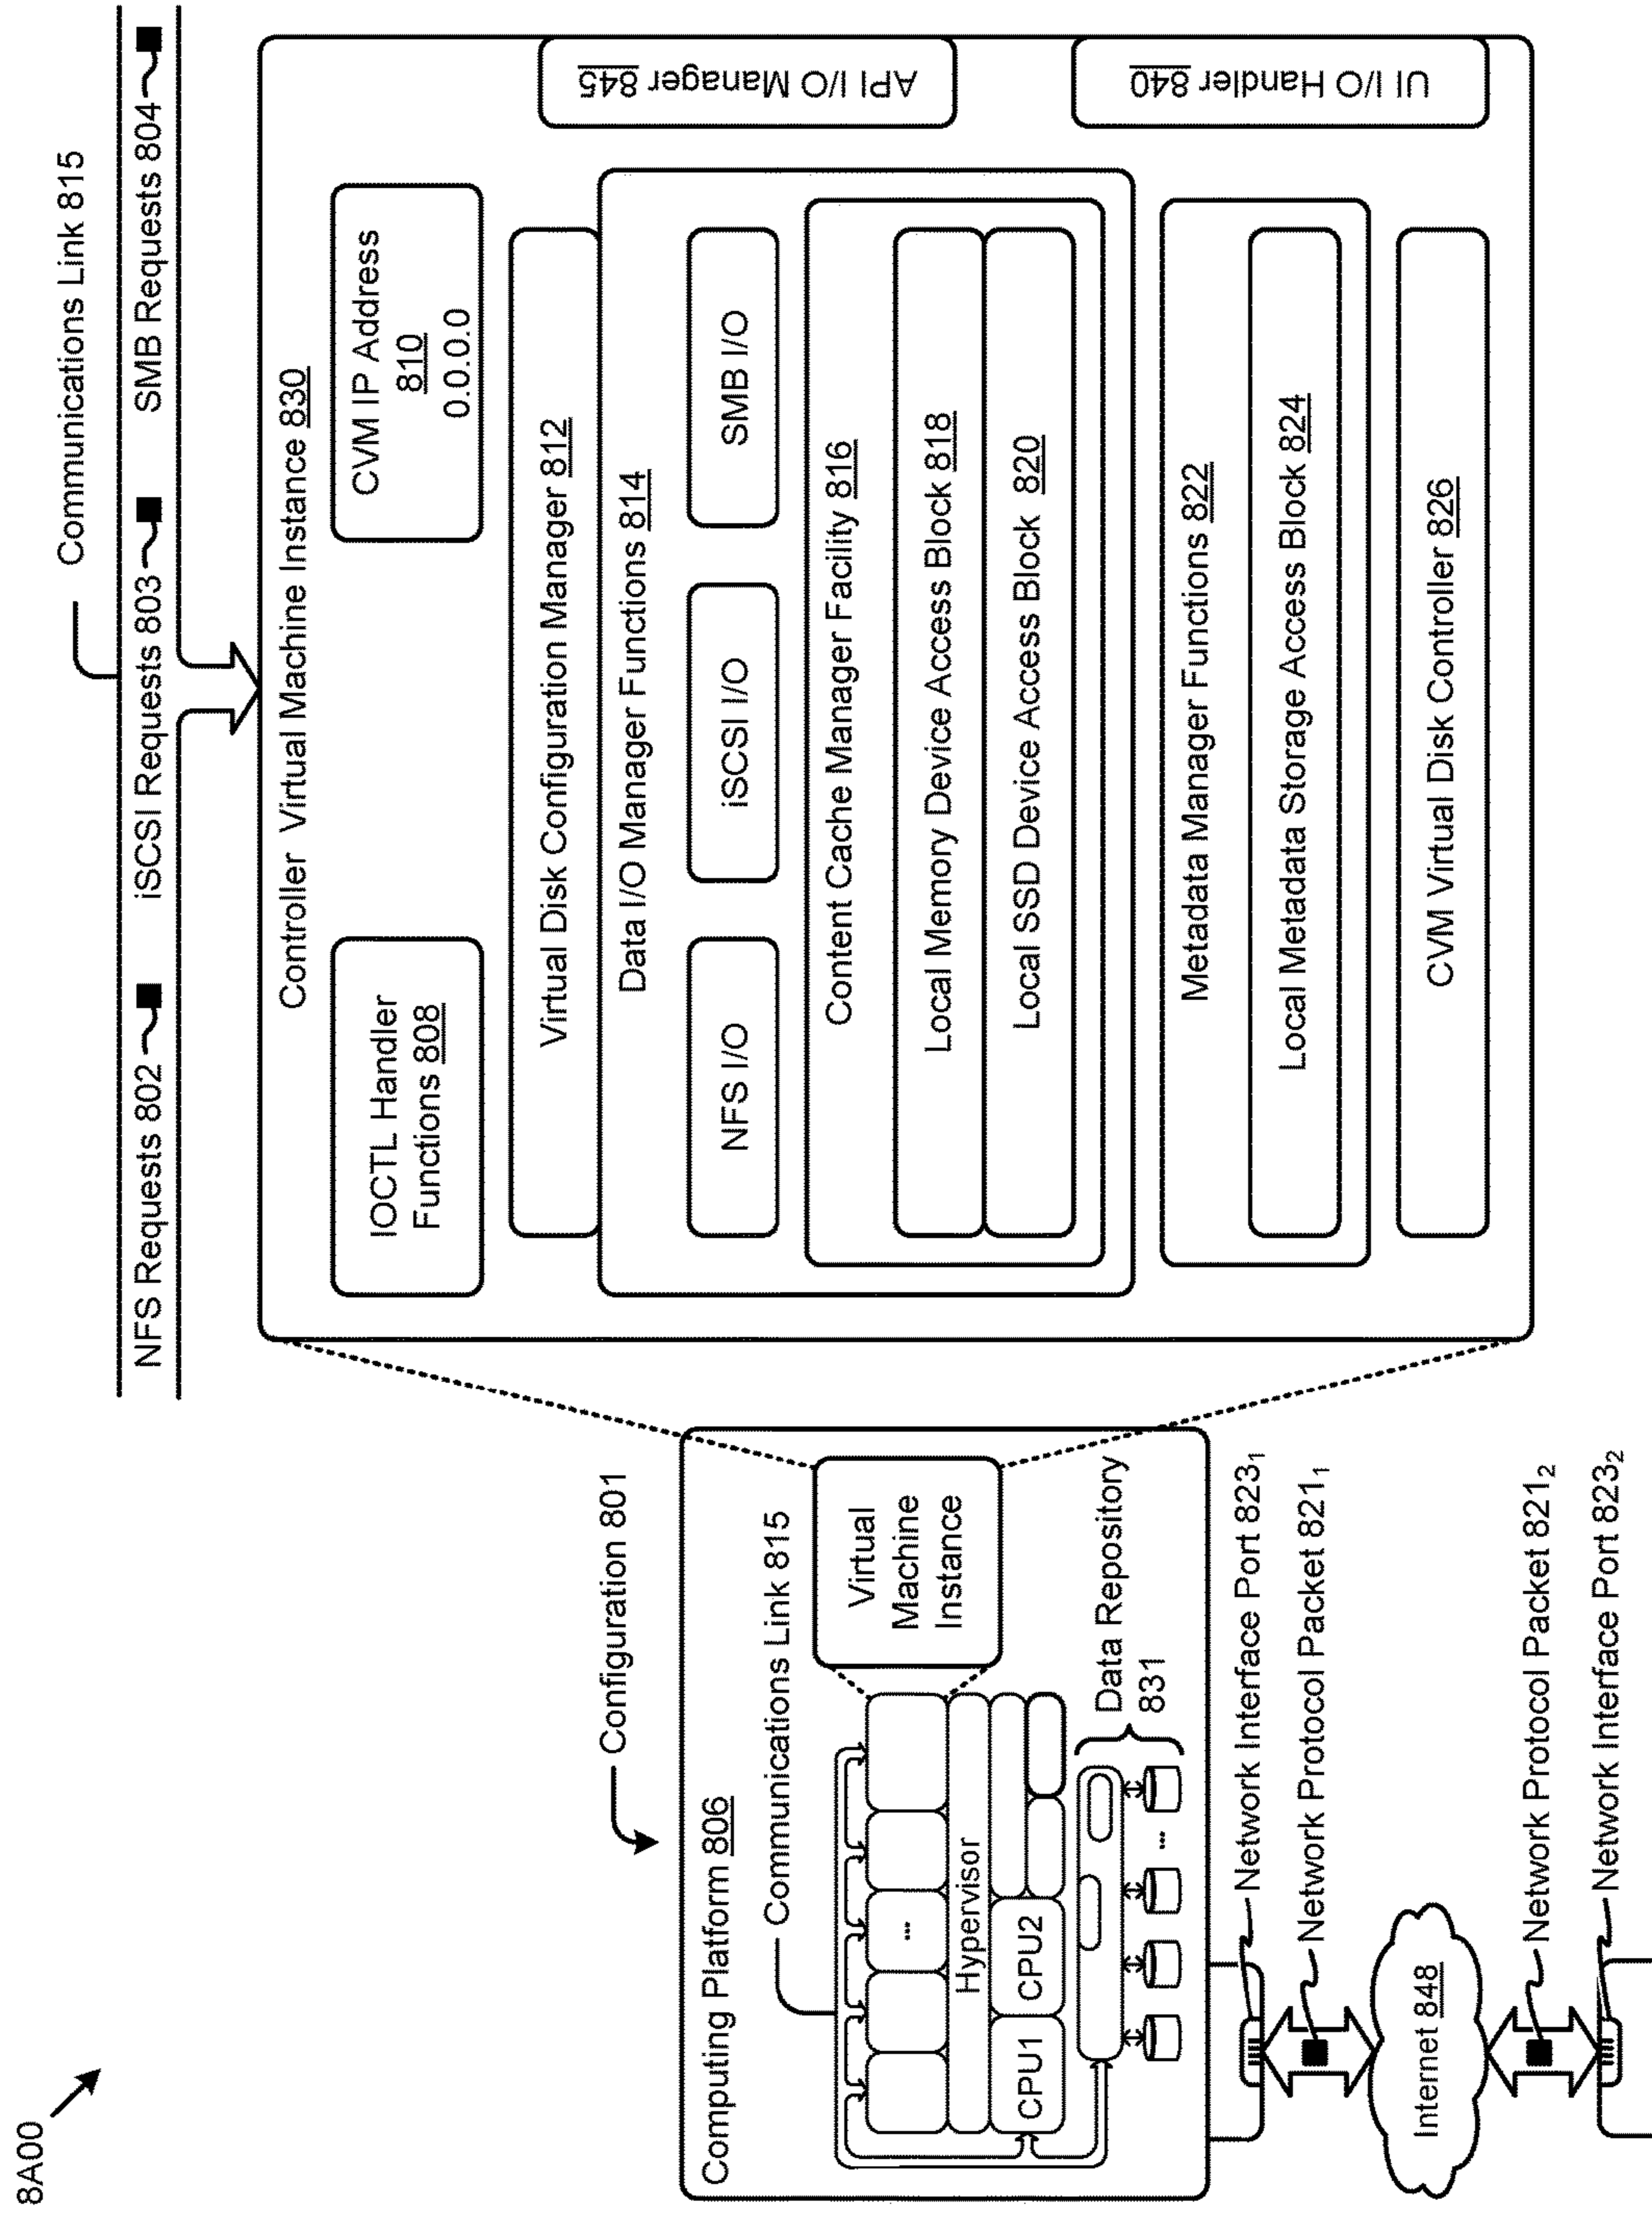 8A00
Communications Link 815
NFS Requests 802
iSCSI Requests 803
SMB Requests 804
Configuration 801
Computing Platform 806
Communications Link 815
...
Hypervisor
CPU1
CPU2
...
Virtual
Machine
Instance
Data Repository
831
Network Interface Port 823₁
Network Protocol Packet 821₁
Internet 848
Network Protocol Packet 821₂
Network Interface Port 823₂
Controller Virtual Machine Instance 830
IOCTL Handler
Functions 808
CVM IP Address
810
0.0.0.0
Virtual Disk Configuration Manager 812
Data I/O Manager Functions 814
NFS I/O
iSCSI I/O
SMB I/O
Content Cache Manager Facility 816
Local Memory Device Access Block 818
Local SSD Device Access Block 820
Metadata Manager Functions 822
Local Metadata Storage Access Block 824
CVM Virtual Disk Controller 826
API I/O Manager 845
UI I/O Handler 840